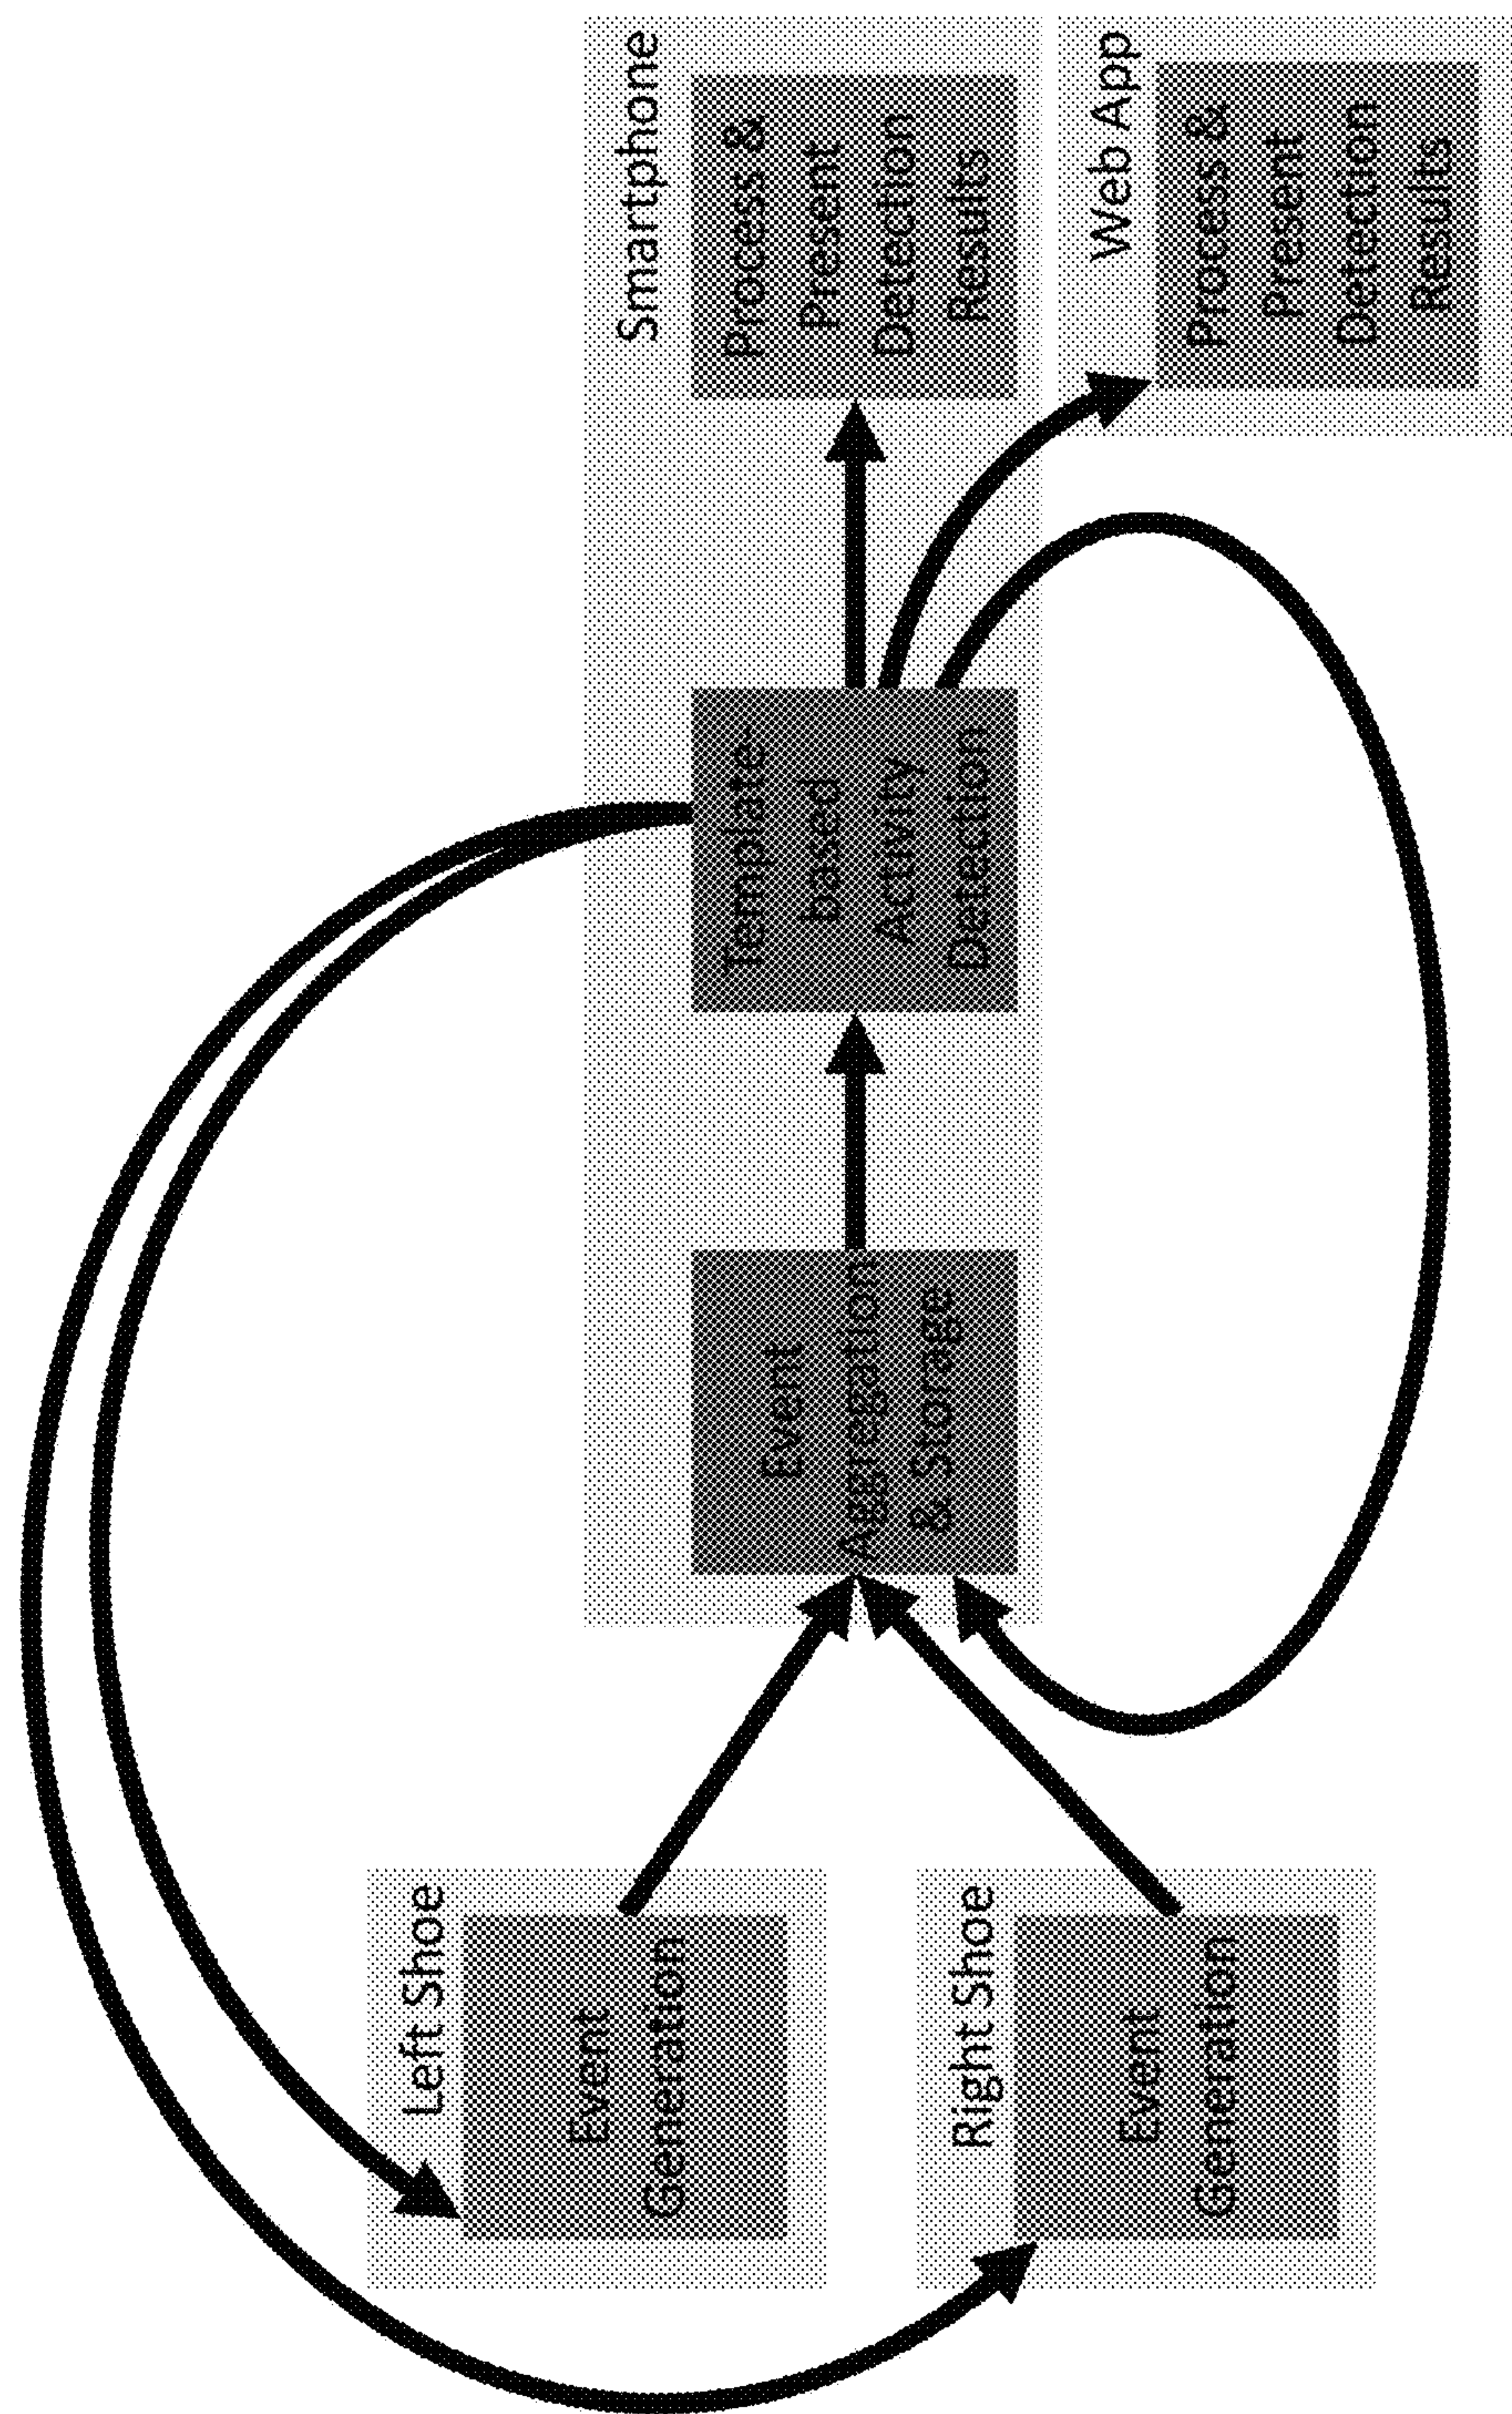 Left Shoe
Event
Generation
Right Shoe
Event
Generation
Event
Aggregation
& Storage
Template-
based
Activity
Detection
Smartphone
Process &
Present
Detection
Results
Web App
Process &
Present
Detection
Results